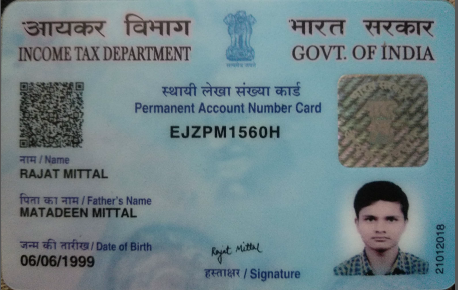 आयकर विभाग
INCOME TAX DEPARTMENT
भारत सरकार
GOVT. OF INDIA
स्थायी लेखा संख्या कार्ड
Permanent Account Number Card
EJZPM1560H
नाम / Name
RAJAT MITTAL
पिता का नाम / Father's Name
MATADEEN MITTAL
जन्म की तारीख / Date of Birth
06/06/1999
Rajat Mittal
हस्ताक्षर / Signature
21012018